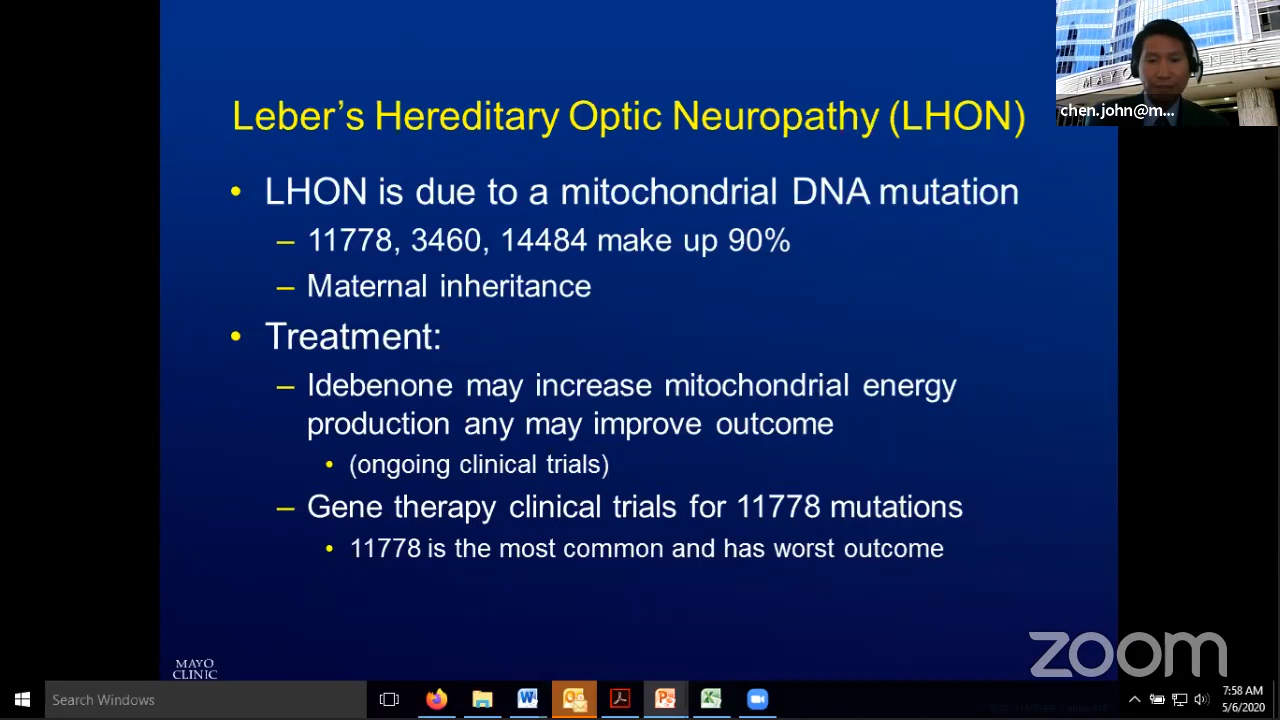 Leber's Hereditary Optic Neuropathy (LHON)
• LHON is due to a mitochondrial DNA mutation
– 11778, 3460, 14484 make up 90%
– Maternal inheritance
• Treatment:
– Idebenone may increase mitochondrial energy
production any may improve outcome
• (ongoing clinical trials)
– Gene therapy clinical trials for 11778 mutations
• 11778 is the most common and has worst outcome
MAYO
CLINIC
chen.john@m...
zoom
Search Windows
7:58 AM
5/6/2020